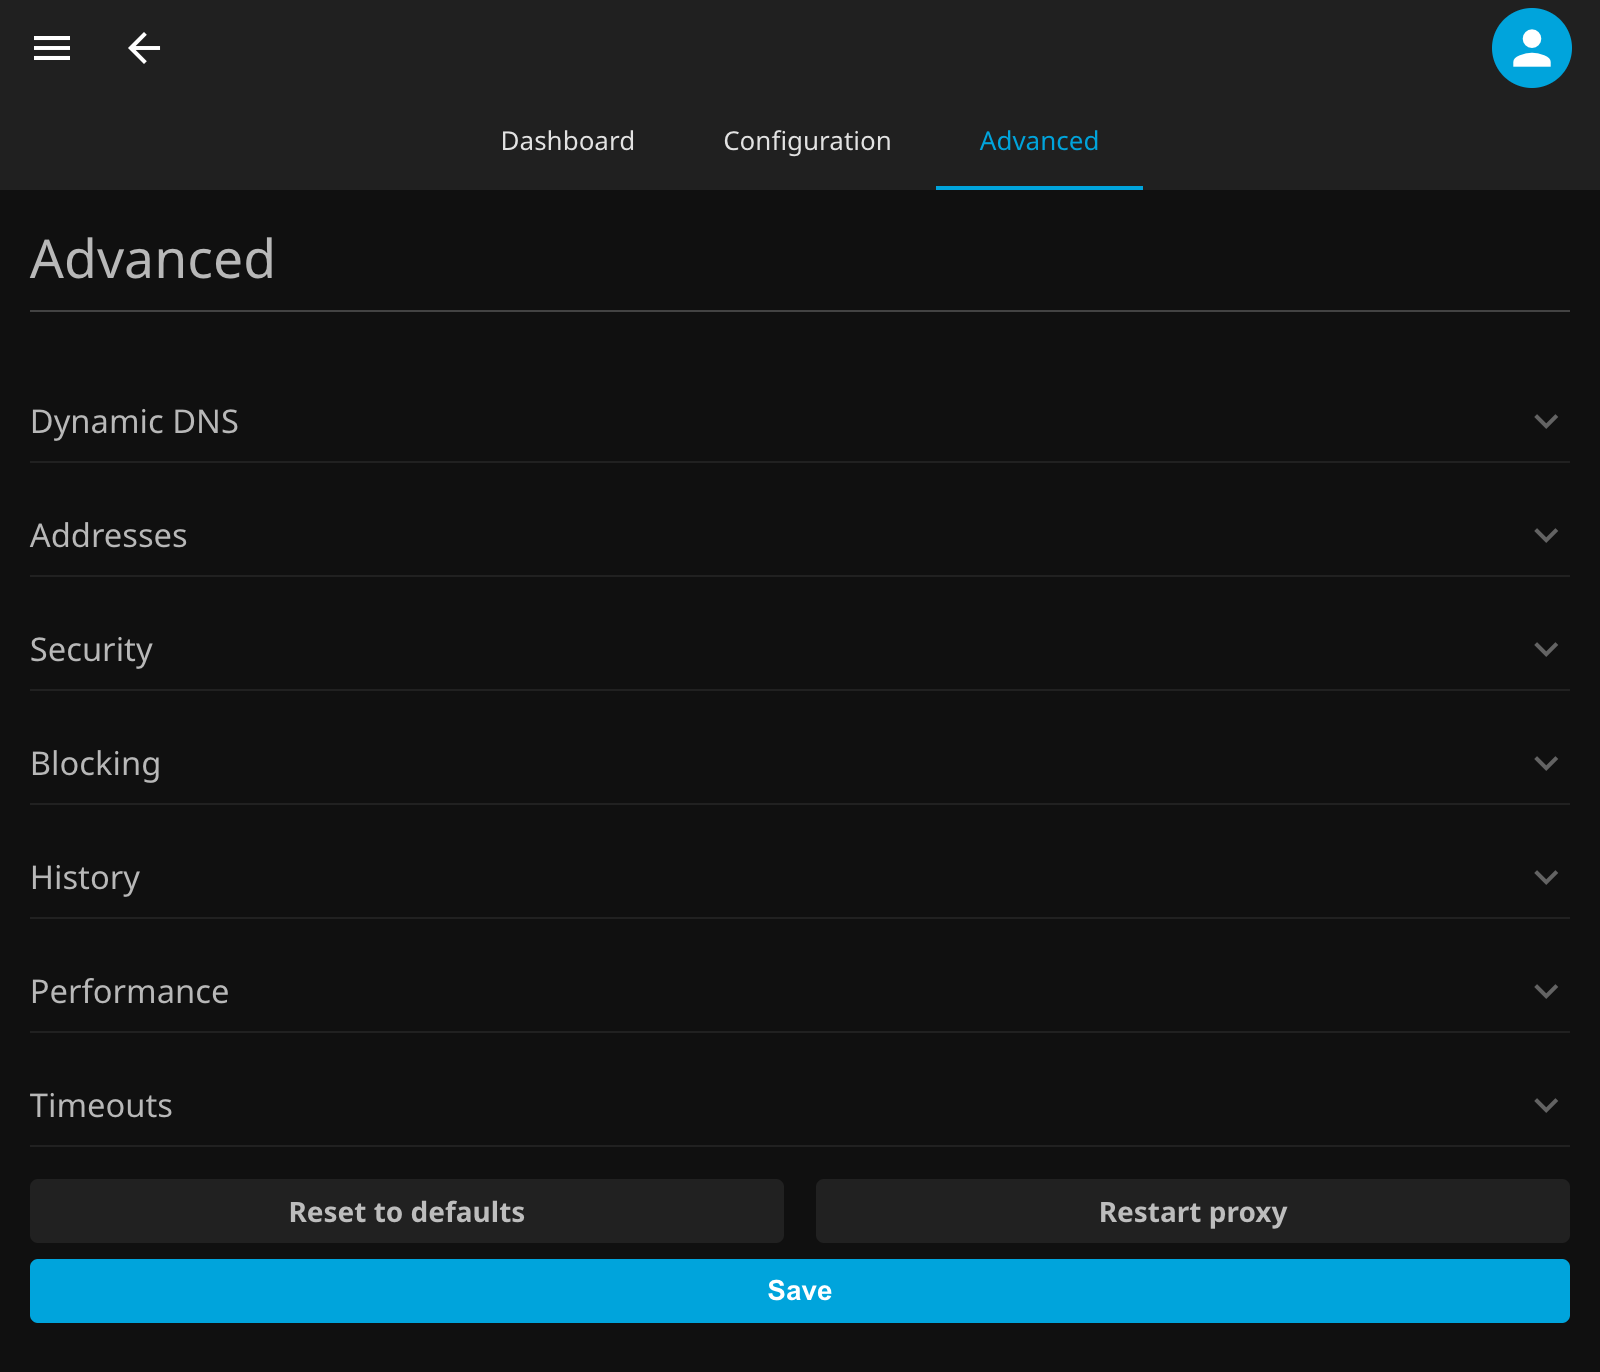 Dashboard Configuration Advanced
Advanced
Dynamic DNS
Addresses
Security
Blocking
History
Performance
Timeouts
Reset to defaults Restart proxy
Save